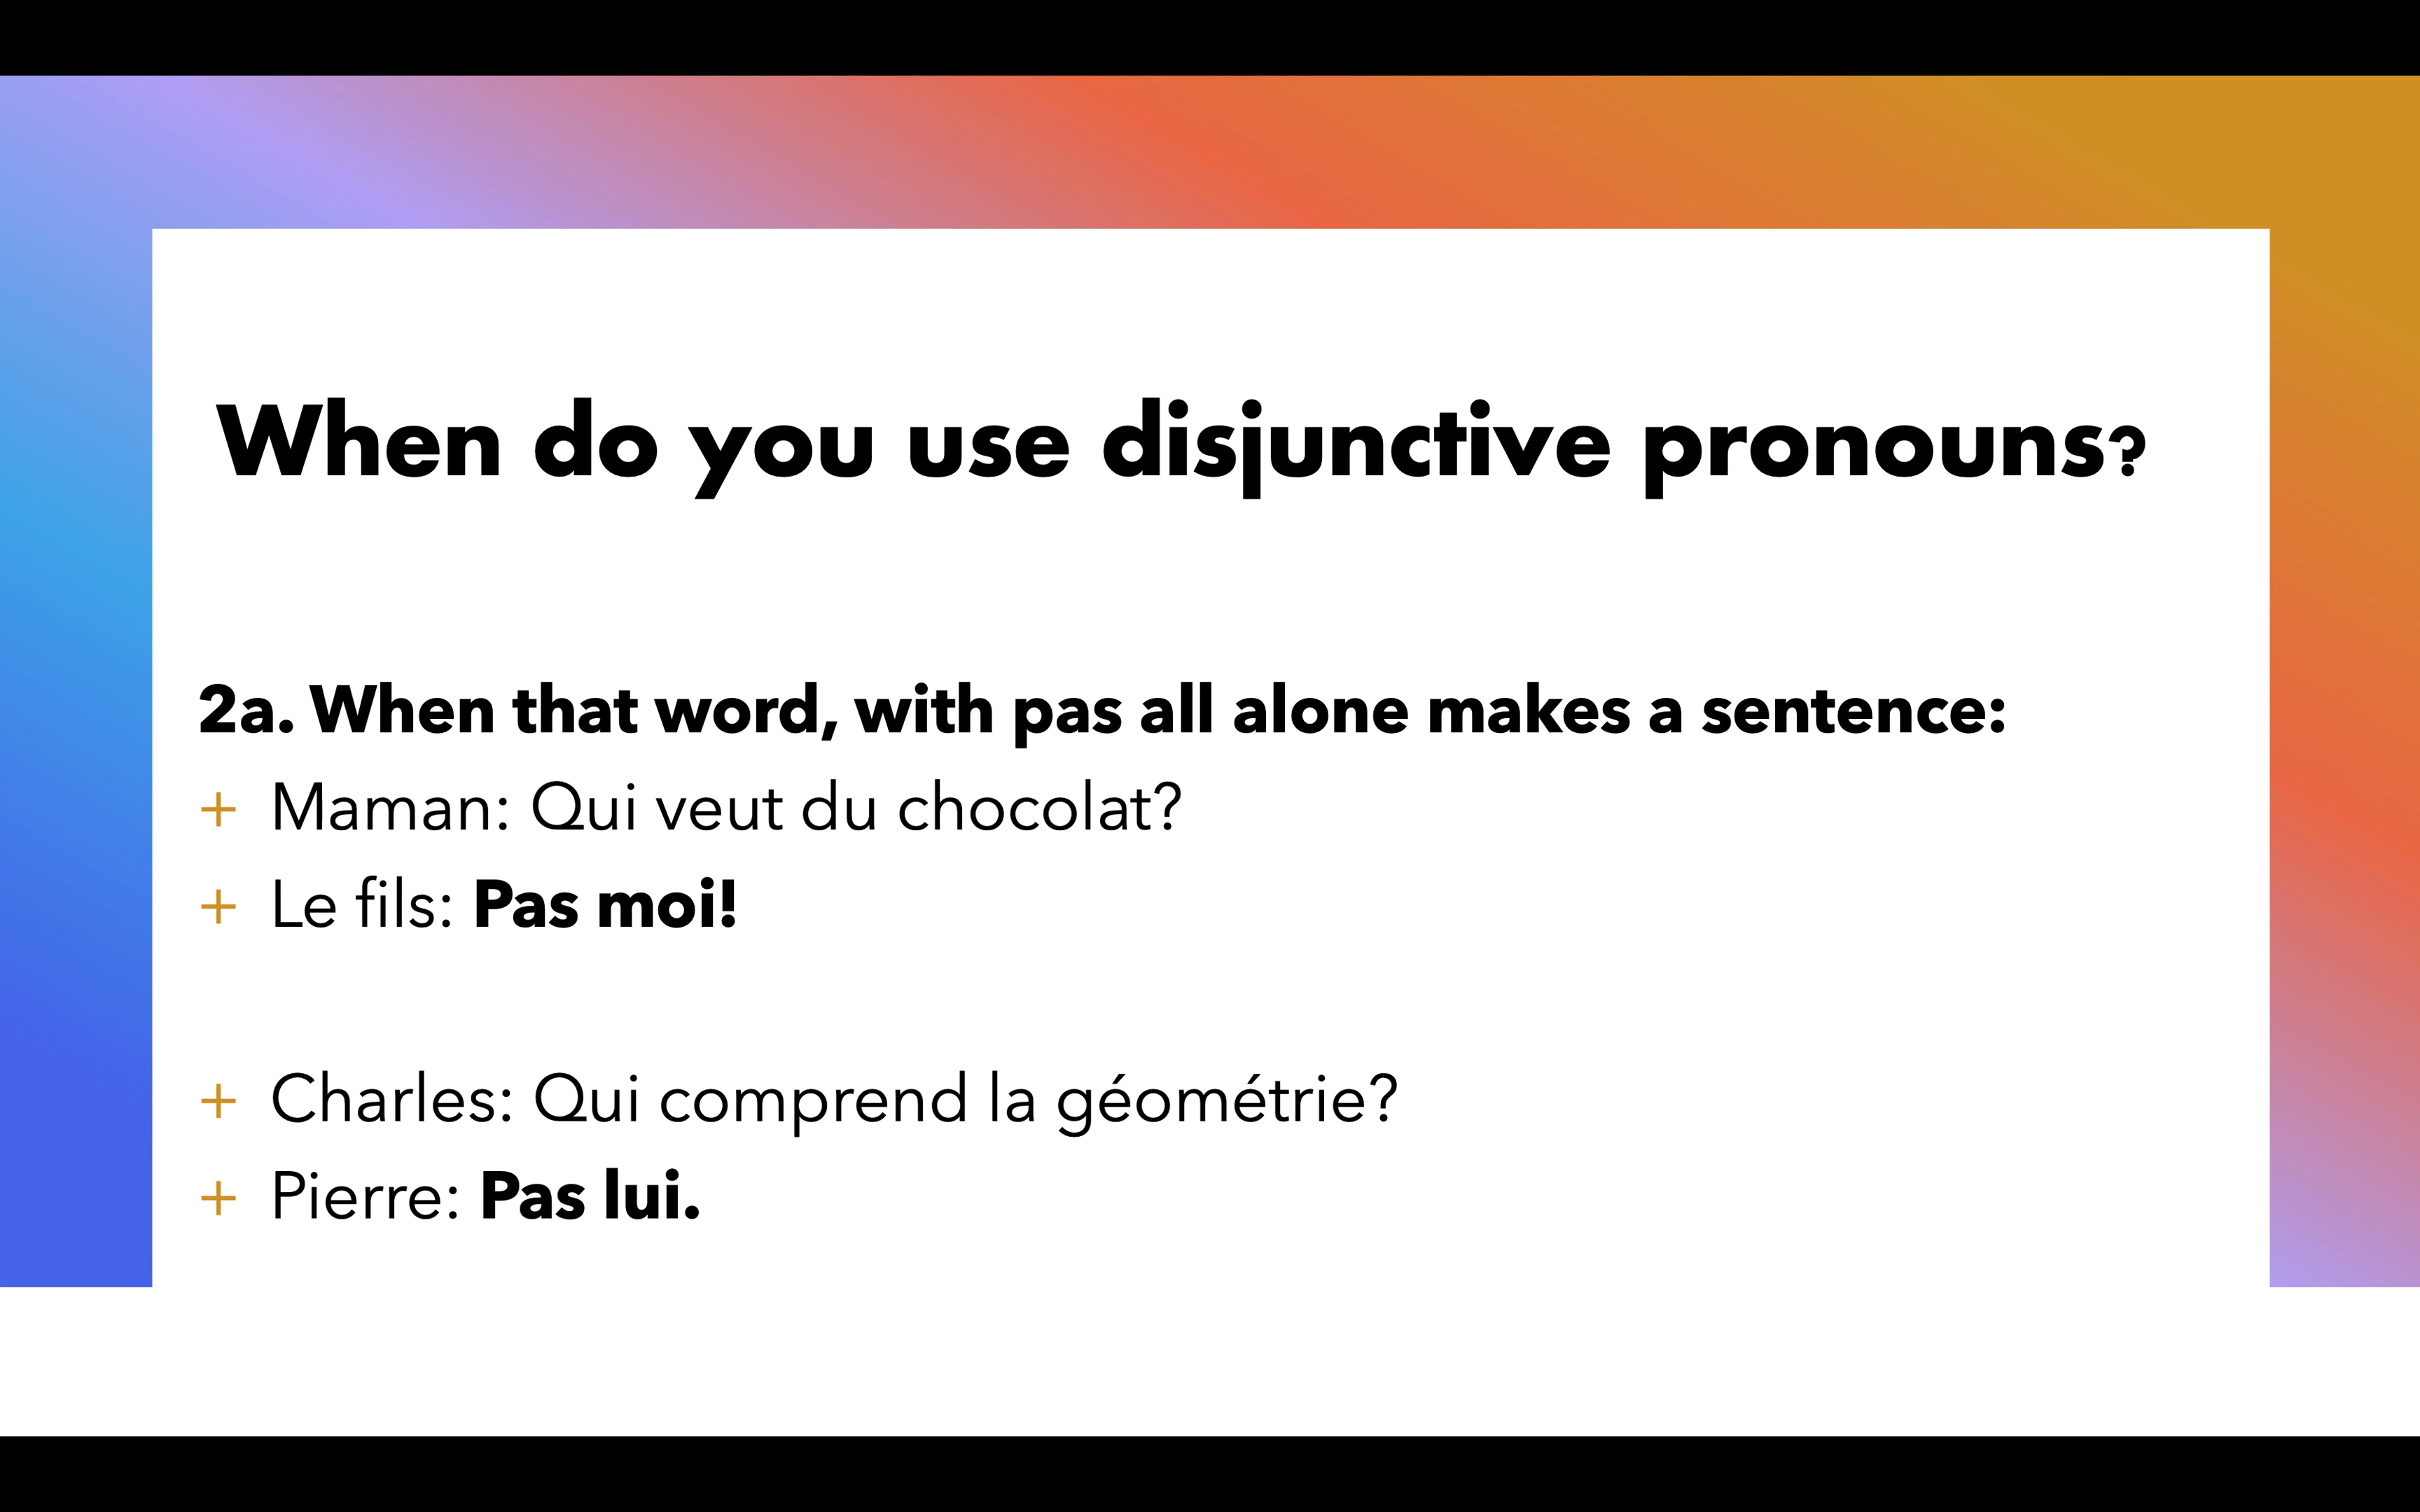 When do you use disjunctive pronouns?
2a. When that word, with pas all alone makes a sentence:
+ Maman: Qui veut du chocolat?
+ Le fils: Pas moi!
+ Charles: Qui comprend la géométrie?
+ Pierre: Pas lui.